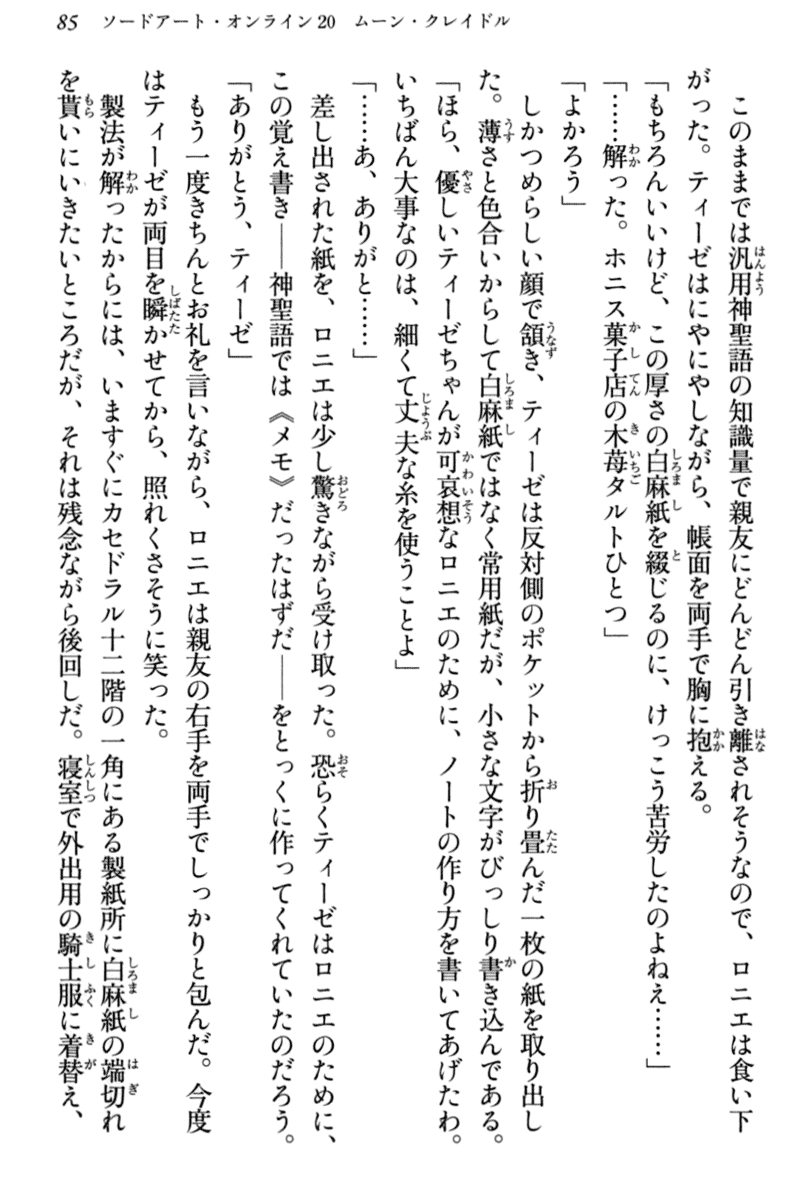 85 ソードアート・オンライン20 ムーン・クレイドル
このままでは汎用神聖語の知識量で親友にどんどん引き離されそうなので、ロニエは食い下
がった。ティーゼはにやにやしながら、帳面を両手で胸に抱える。
「もちろんいいけど、この厚さの白麻紙を綴じるのに、けっこう苦労したのよねえ……」
「……解った。ホニス菓子店の木苺タルトひとつ」
「よかろう」
しかつめらしい顔で頷き、ティーゼは反対側のポケットから折り畳んだ一枚の紙を取り出し
た。薄さと色合いからして白麻紙ではなく常用紙だが、小さな文字がびっしり書き込んである。
「ほら、優しいティーゼちゃんが可哀想なロニエのために、ノートの作り方を書いてあげたわ。
いちばん大事なのは、細くて丈夫な糸を使うことよ」
「……あ、ありがと……」
差し出された紙を、ロニエは少し驚きながら受け取った。恐らくティーゼはロニエのために、
この覚え書き――神聖語では《メモ》だったはずだ――をとっくに作ってくれていたのだろう。
「ありがとう、ティーゼ」
もう一度きちんとお礼を言いながら、ロニエは親友の右手を両手でしっかりと包んだ。今度
はティーゼが両目を瞬かせてから、照れくさそうに笑った。
製法が解ったからには、いますぐにカセドラル十二階の一角にある製紙所に白麻紙の端切れ
を貰いにいきたいところだが、それは残念ながら後回しだ。寝室で外出用の騎士服に着替え、